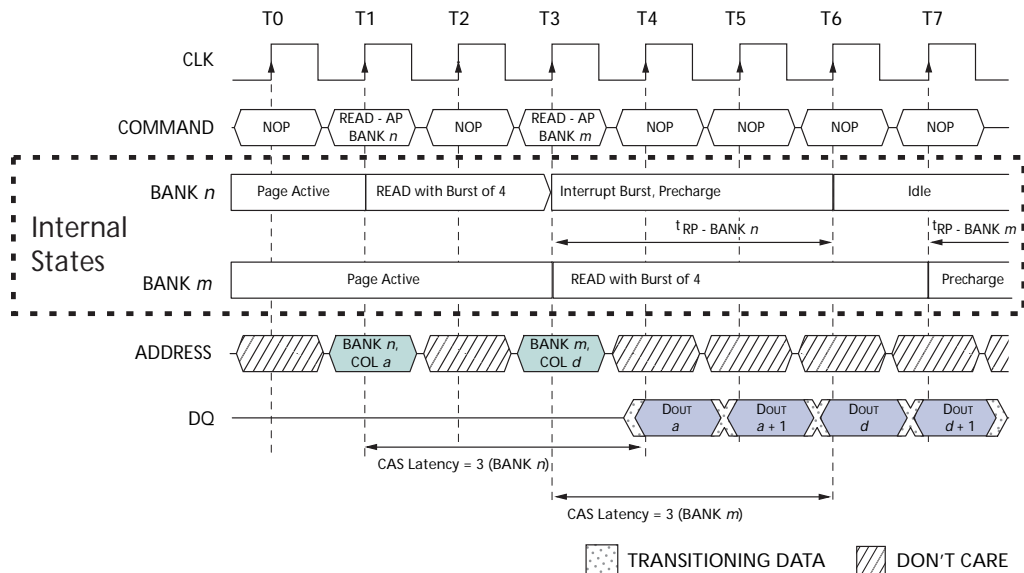 T0 T1 T2 T3 T4 T5 T6 T7
CLK
COMMAND NOP READ - AP BANK n NOP READ - AP BANK m NOP NOP NOP NOP
BANK n Page Active READ with Burst of 4 Interrupt Burst, Precharge Idle
Internal States
tRP - BANK n tRP - BANK m
BANK m Page Active READ with Burst of 4 Precharge
ADDRESS BANK n, COL a BANK m, COL d
DQ DOUT a DOUT a + 1 DOUT d DOUT d + 1
CAS Latency = 3 (BANK n)
CAS Latency = 3 (BANK m)
TRANSITIONING DATA DON'T CARE